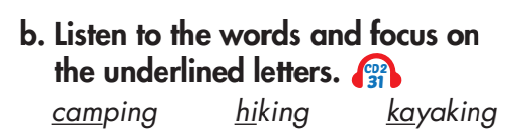 b. Listen to the words and focus on
the underlined letters. CD2 31
camping hiking kayaking